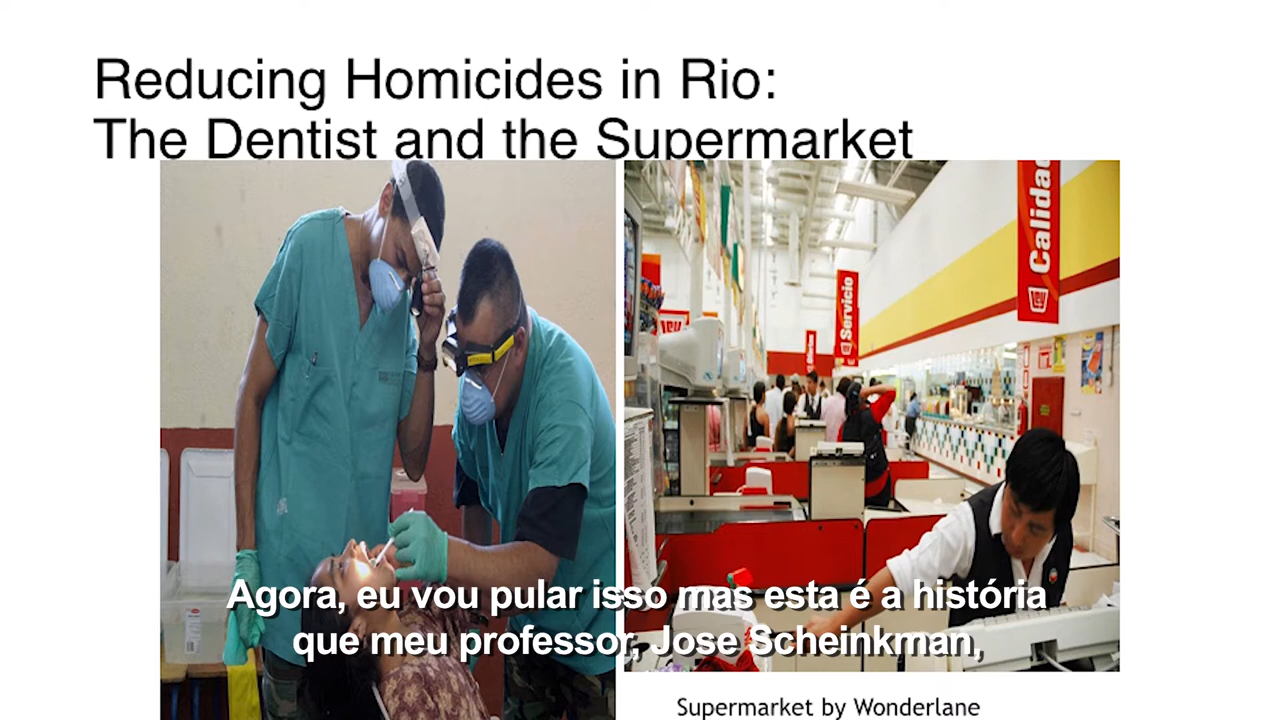 Reducing Homicides in Rio:
The Dentist and the Supermarket
Calidad
Servicio
Agora, eu vou pular isso mas esta é a história
que meu professor, Jose Scheinkman,
Supermarket by Wonderlane